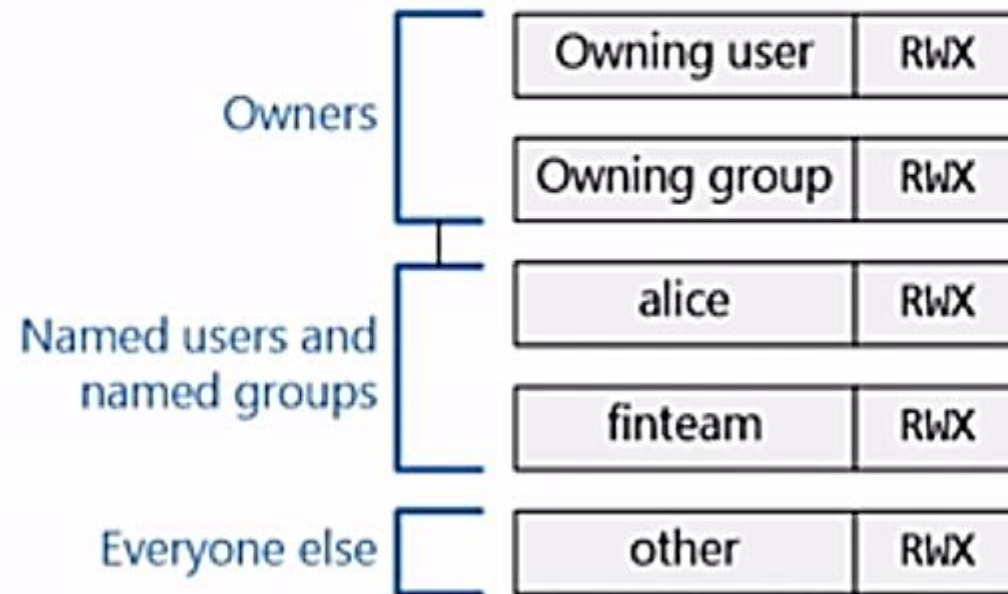 Owners
Owning user RWX
Owning group RWX
Named users and
named groups
alice RWX
finteam RWX
Everyone else
other RWX